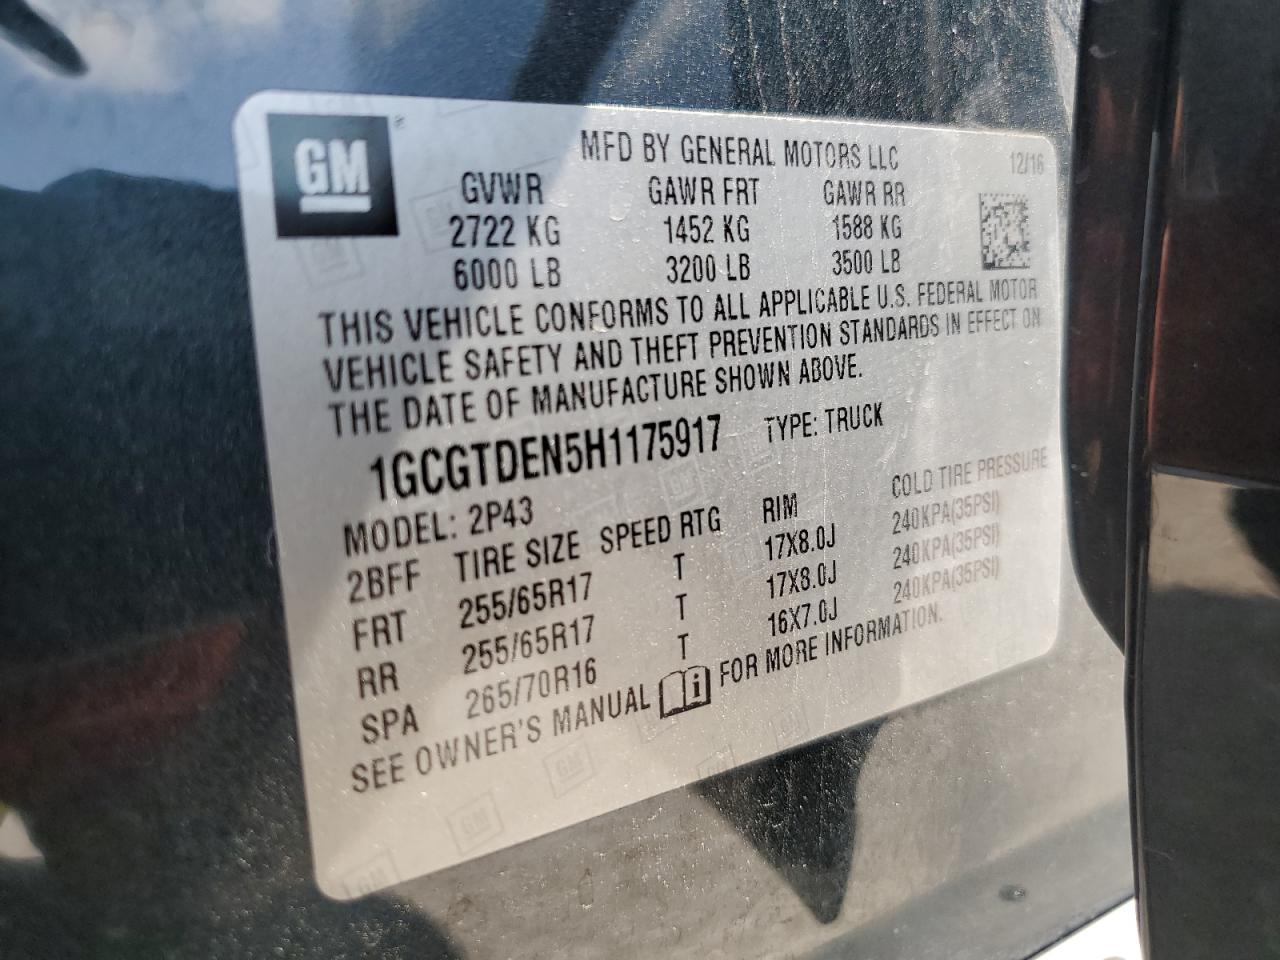 GM
MFD BY GENERAL MOTORS LLC
12/16
GVWR GAWR FRT GAWR RR
2722 KG 1452 KG 1588 KG
6000 LB 3200 LB 3500 LB
THIS VEHICLE CONFORMS TO ALL APPLICABLE U.S. FEDERAL MOTOR
VEHICLE SAFETY AND THEFT PREVENTION STANDARDS IN EFFECT ON
THE DATE OF MANUFACTURE SHOWN ABOVE.
1GCGTDEN5H1175917 TYPE: TRUCK
MODEL: 2P43
2BFF TIRE SIZE SPEED RTG RIM COLD TIRE PRESSURE
FRT 255/65R17 T 17X8.0J 240KPA(35PSI)
RR 255/65R17 T 17X8.0J 240KPA(35PSI)
SPA 265/70R16 T 16X7.0J 240KPA(35PSI)
SEE OWNER'S MANUAL i FOR MORE INFORMATION.